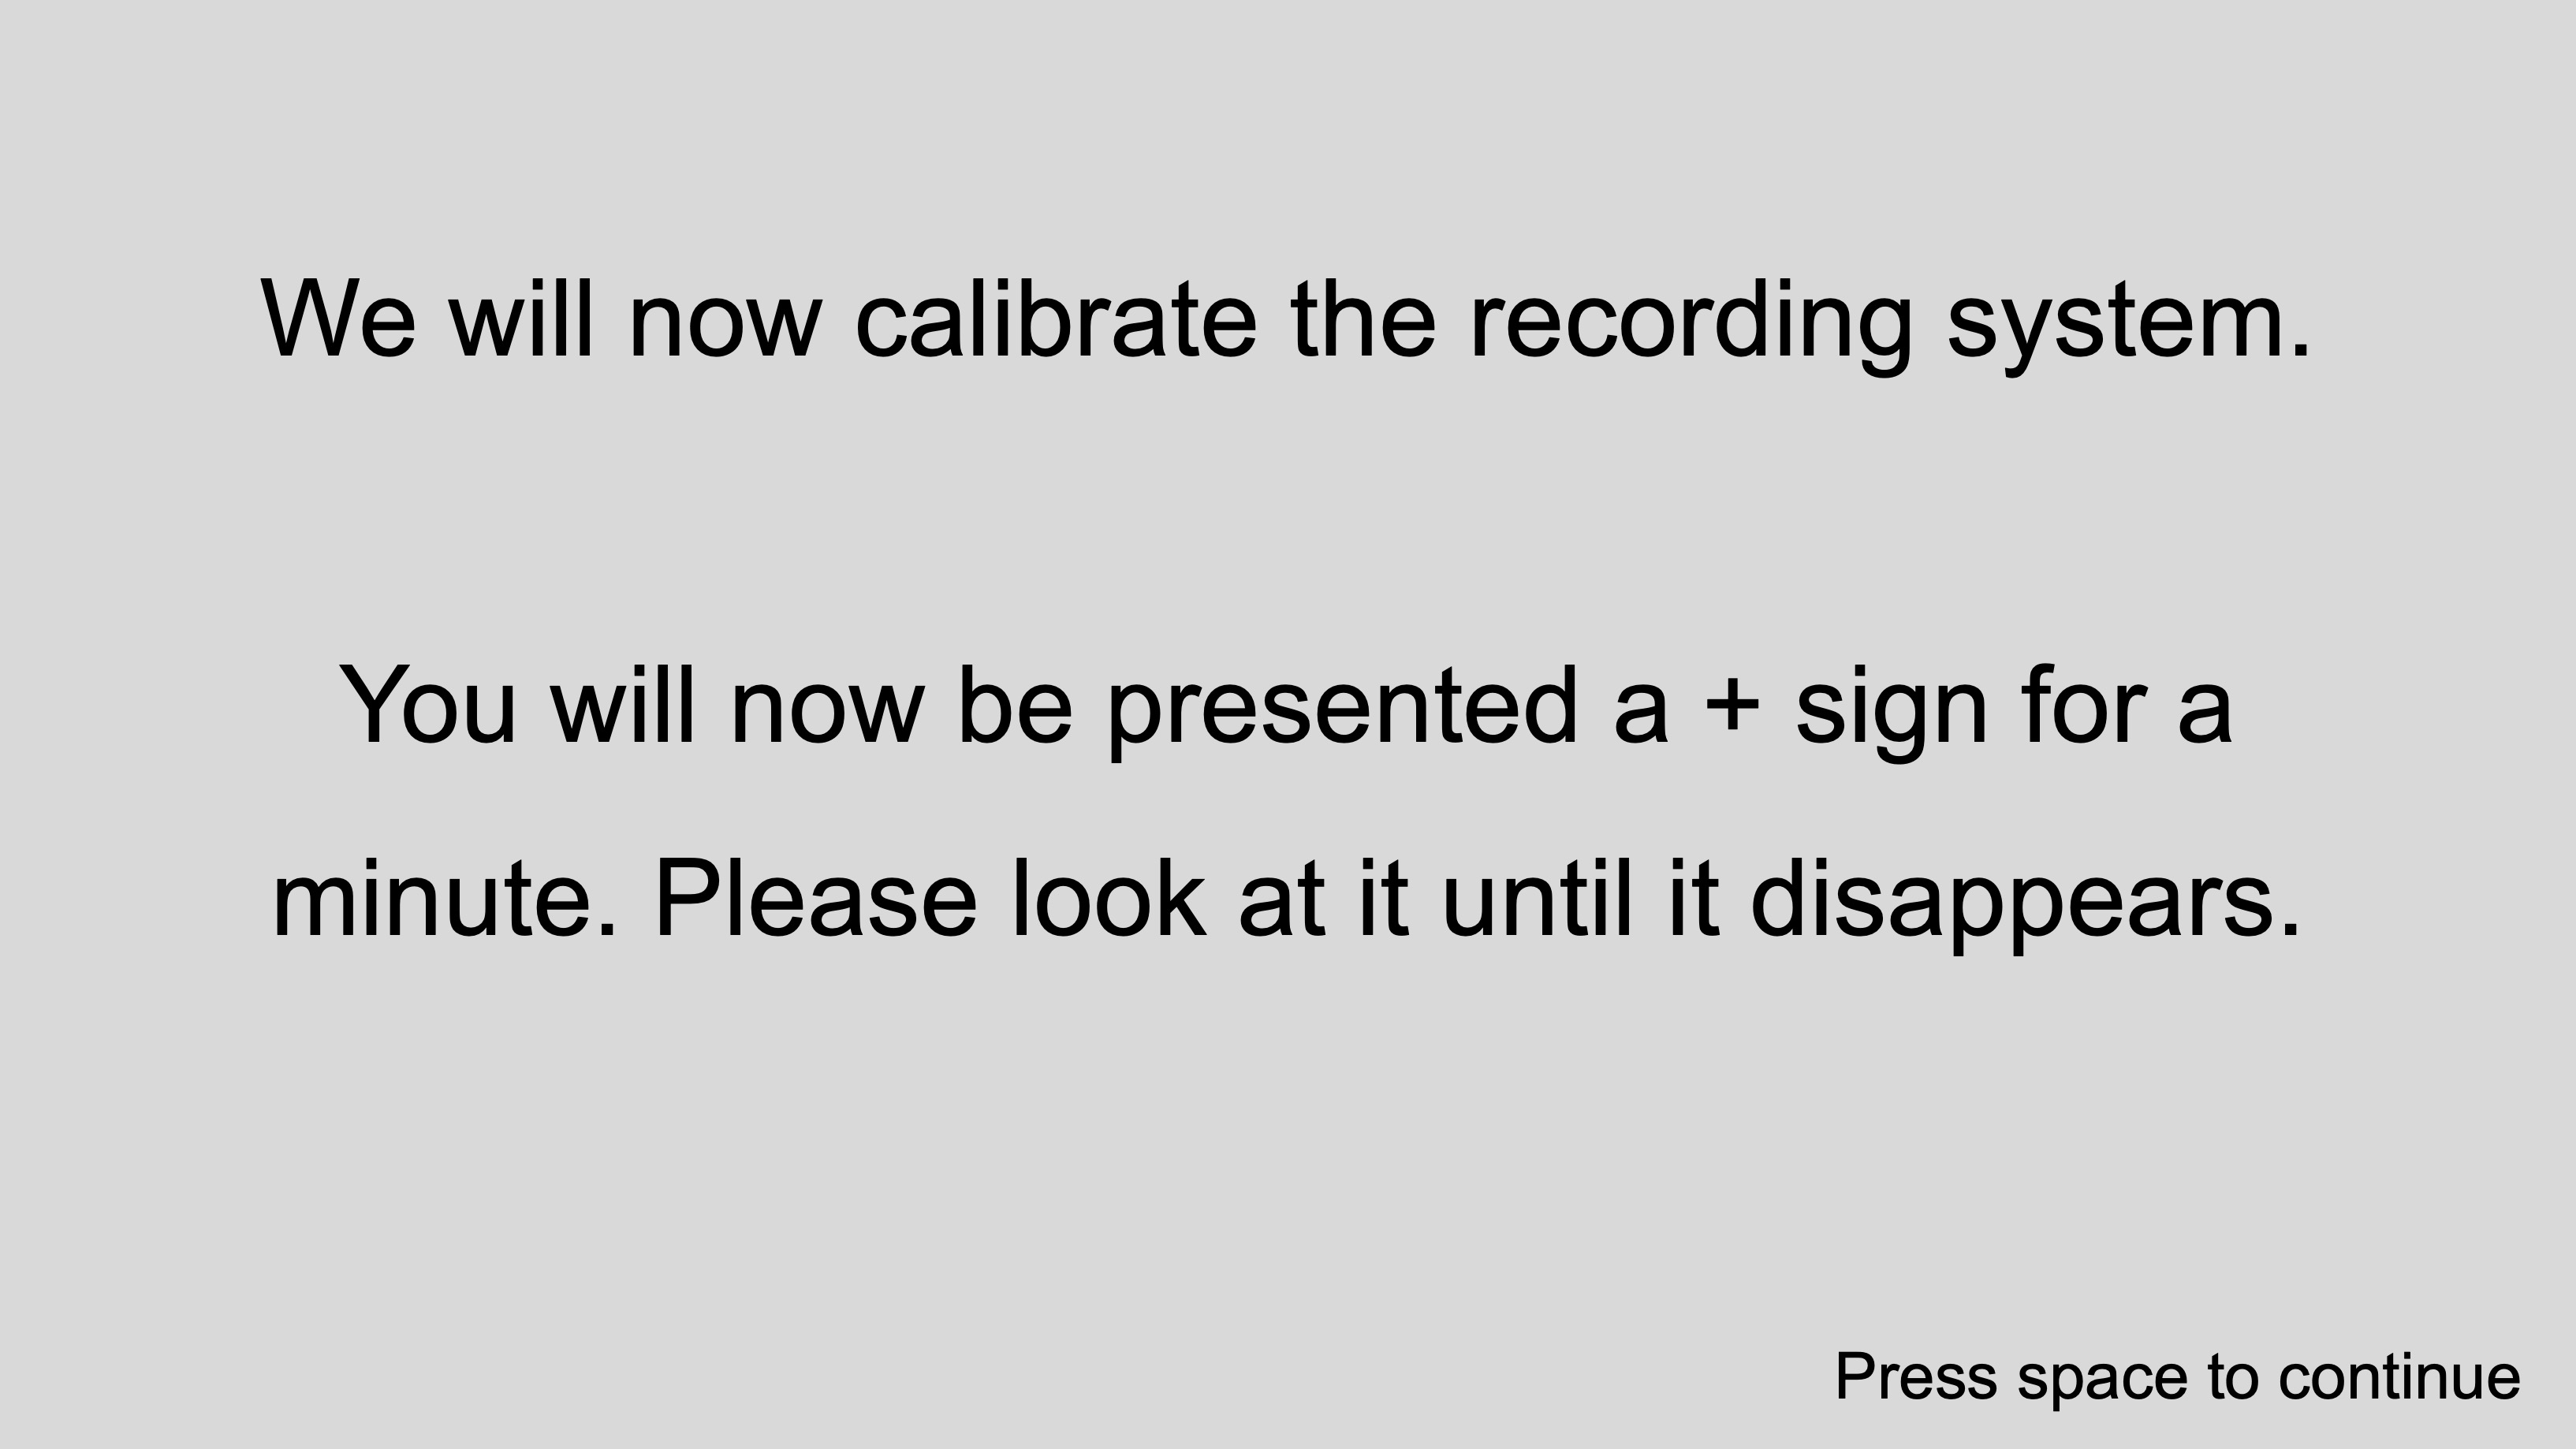 We will now calibrate the recording system.
You will now be presented a + sign for a
minute. Please look at it until it disappears.
Press space to continue